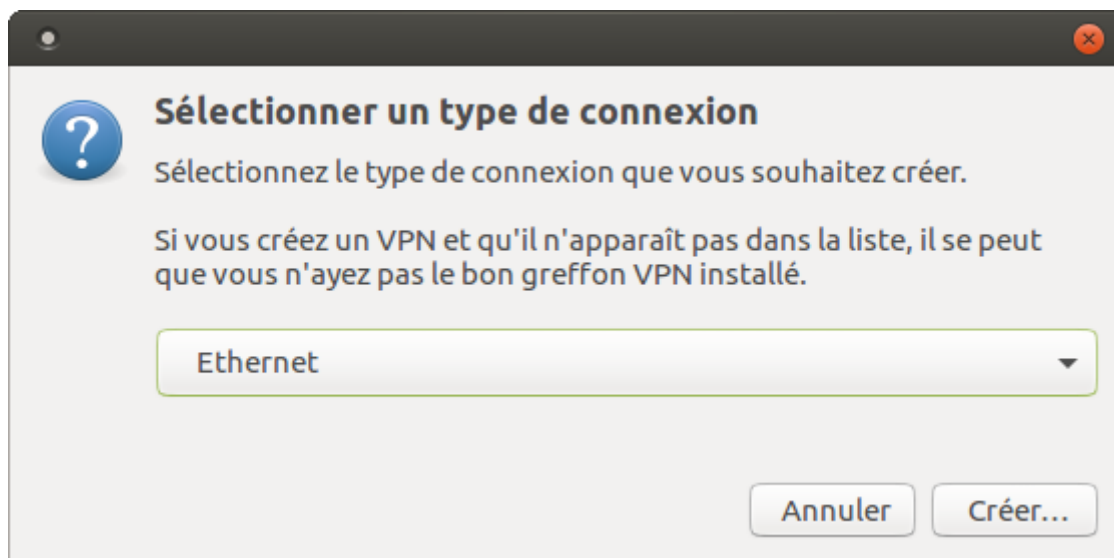 Sélectionner un type de connexion
Sélectionnez le type de connexion que vous souhaitez créer.
Si vous créez un VPN et qu'il n'apparaît pas dans la liste, il se peut
que vous n'ayez pas le bon greffon VPN installé.
Ethernet
Annuler
Créer…